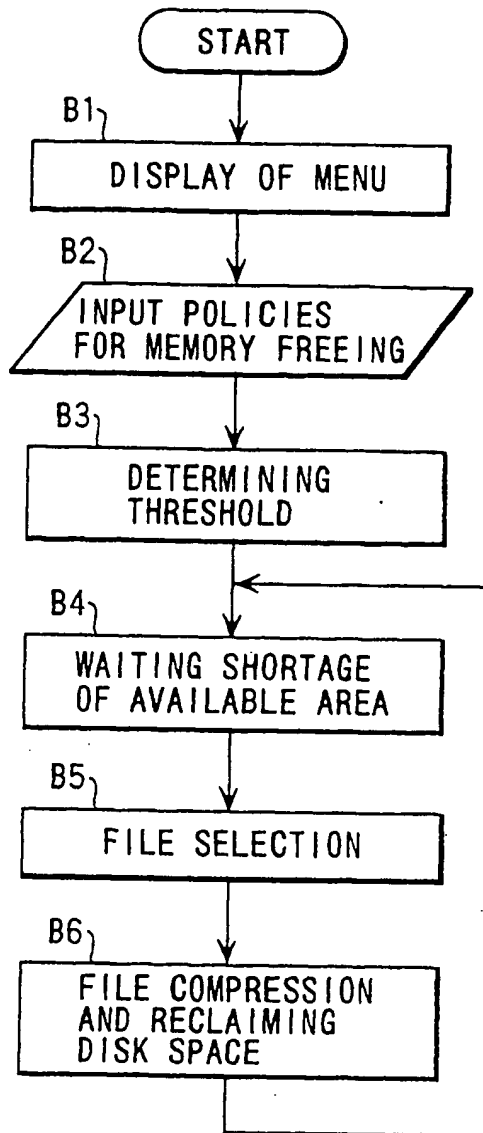 START
B1
DISPLAY OF MENU
B2
INPUT POLICIES
FOR MEMORY FREEING
B3
DETERMINING
THRESHOLD
B4
WAITING SHORTAGE
OF AVAILABLE AREA
B5
FILE SELECTION
B6
FILE COMPRESSION
AND RECLAIMING
DISK SPACE